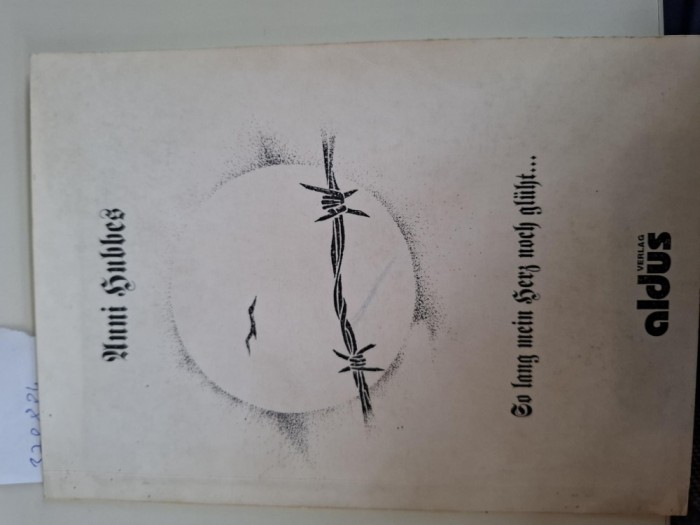 Anni Hubbes
So lang mein Herz noch glüht...
aldus
VERLAG